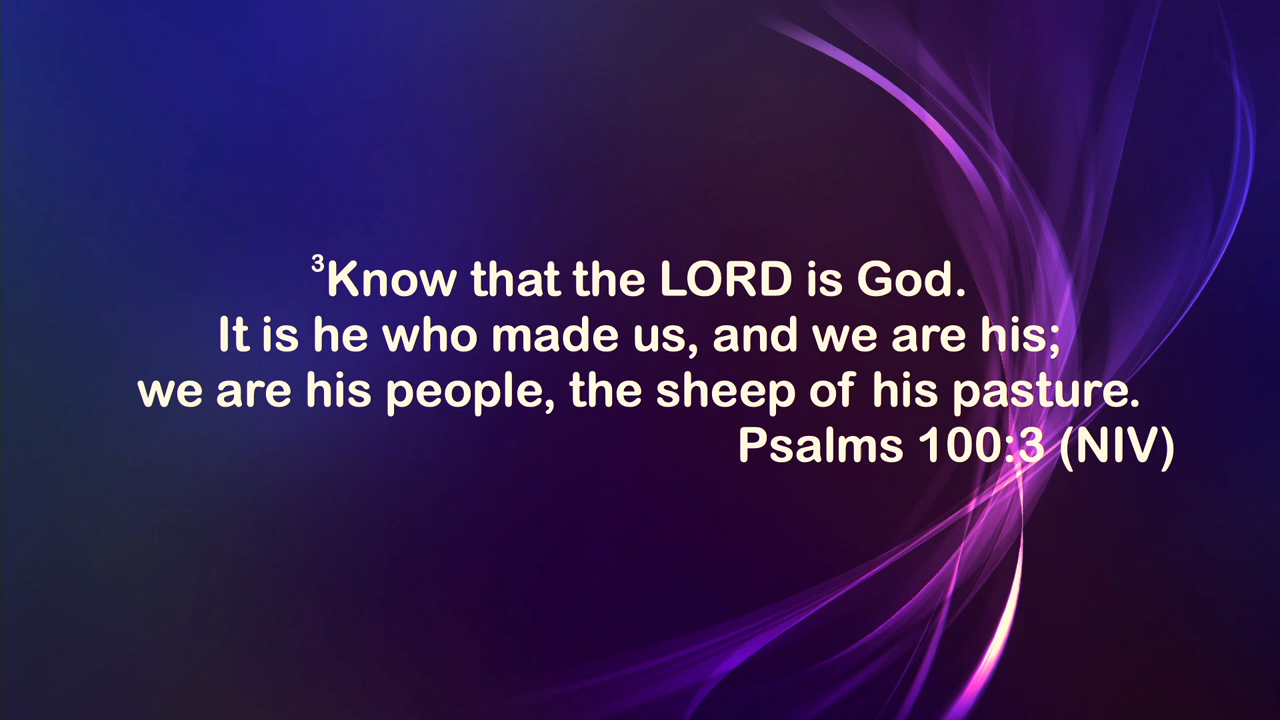 ³Know that the LORD is God.
It is he who made us, and we are his;
we are his people, the sheep of his pasture.
Psalms 100:3 (NIV)